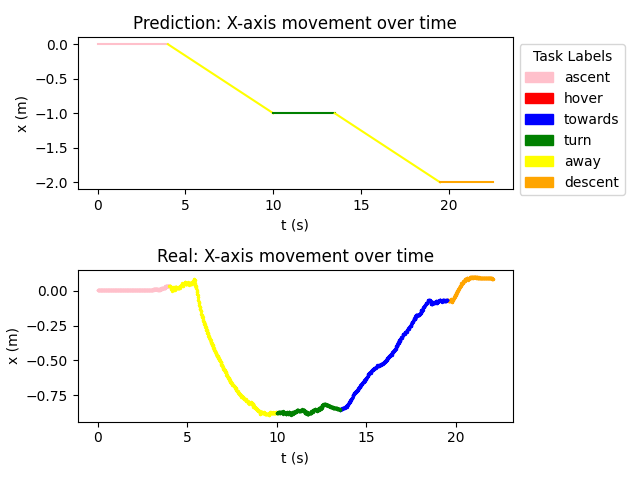 Prediction: X-axis movement over time
x (m)
0.0
−0.5
−1.0
−1.5
−2.0
0
5
10
15
20
t (s)
Task Labels
ascent
hover
towards
turn
away
descent
Real: X-axis movement over time
x (m)
0.00
−0.25
−0.50
−0.75
0
5
10
15
20
t (s)